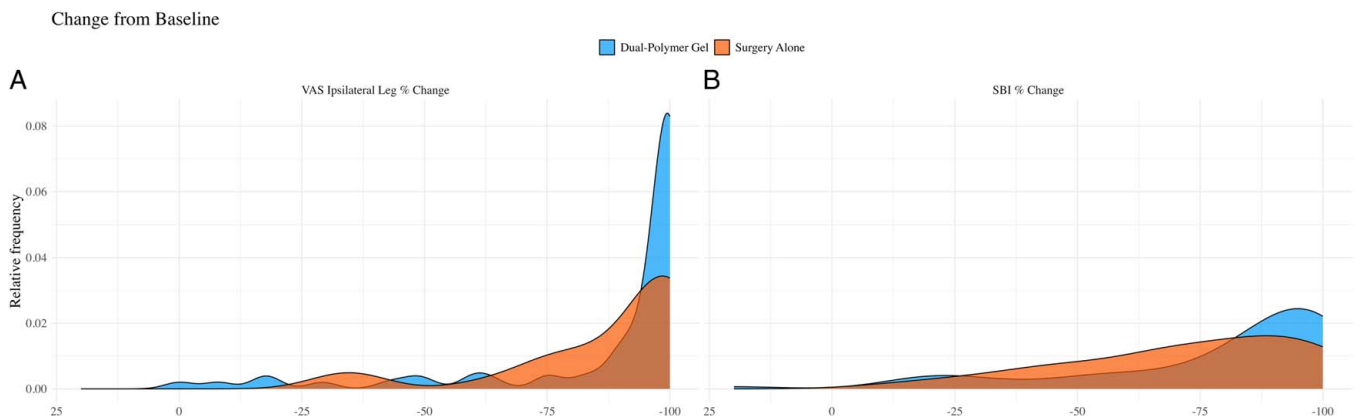 Change from Baseline
Dual-Polymer Gel Surgery Alone
A
VAS Ipsilateral Leg % Change
B
SBI % Change
Relative frequency
0.08
0.06
0.04
0.02
0.00
25 0 -25 -50 -75 -100
25 0 -25 -50 -75 -100